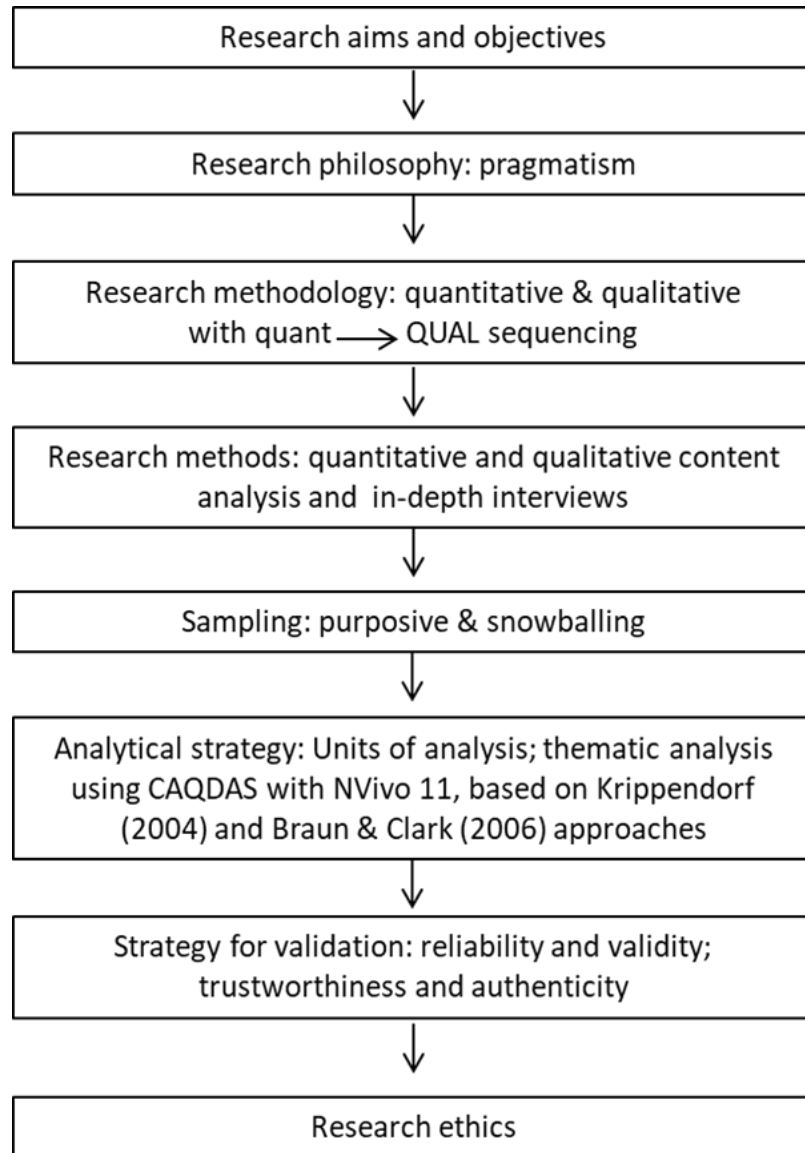 Research aims and objectives
Research philosophy: pragmatism
Research methodology: quantitative & qualitative
with quant → QUAL sequencing
Research methods: quantitative and qualitative content
analysis and in-depth interviews
Sampling: purposive & snowballing
Analytical strategy: Units of analysis; thematic analysis
using CAQDAS with NVivo 11, based on Krippendorf
(2004) and Braun & Clark (2006) approaches
Strategy for validation: reliability and validity;
trustworthiness and authenticity
Research ethics